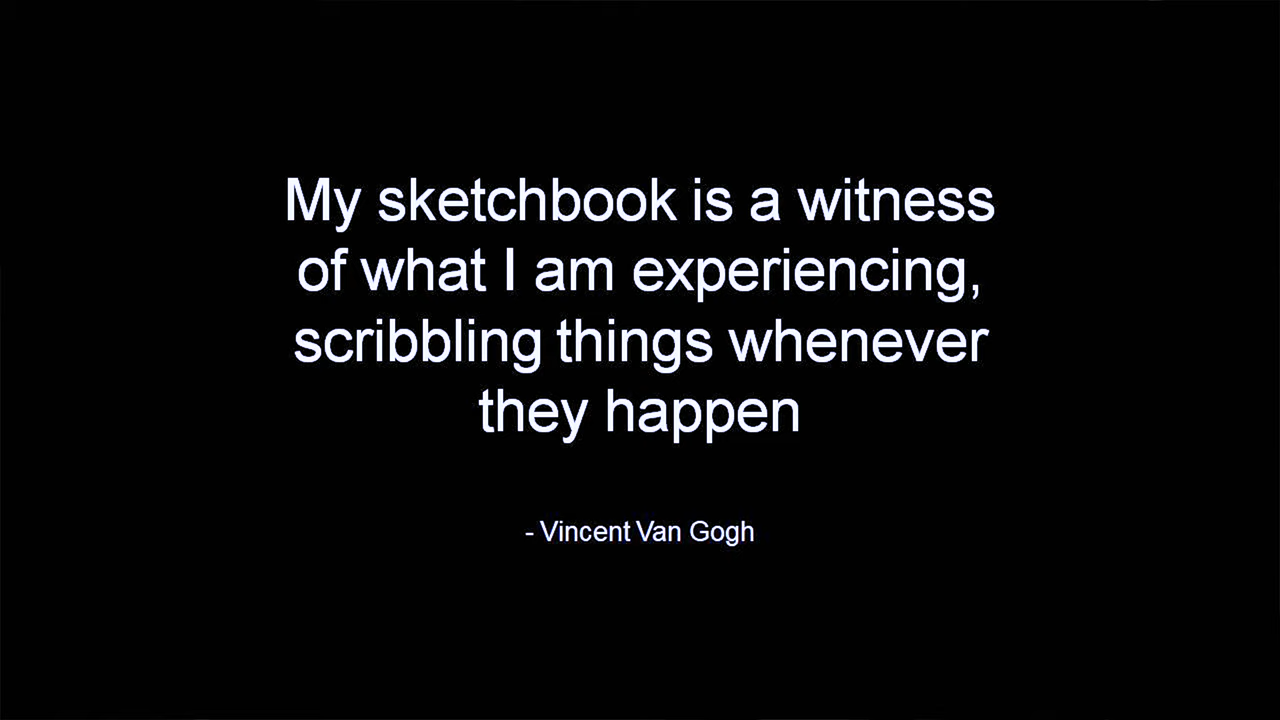 My sketchbook is a witness
of what I am experiencing,
scribbling things whenever
they happen
- Vincent Van Gogh